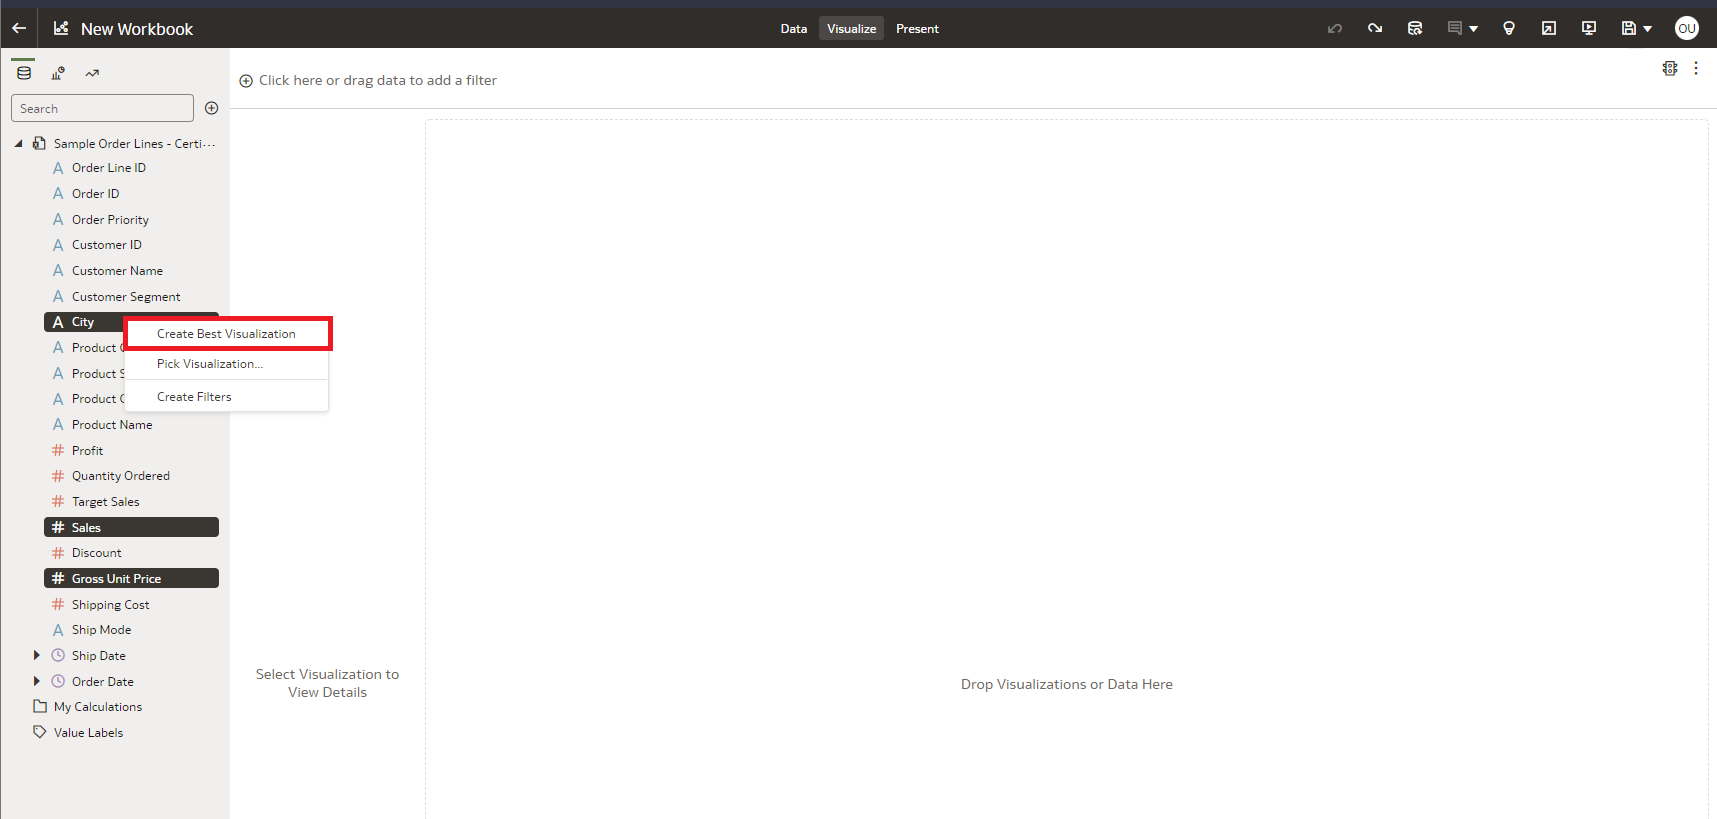 New Workbook
Data Visualize Present
OU
Click here or drag data to add a filter
Search
Sample Order Lines - Certi...
A Order Line ID
A Order ID
A Order Priority
A Customer ID
A Customer Name
A Customer Segment
A City
Create Best Visualization
A Product
Pick Visualization...
A Product
A Product
Create Filters
A Product Name
# Profit
# Quantity Ordered
# Target Sales
# Sales
# Discount
# Gross Unit Price
# Shipping Cost
A Ship Mode
Ship Date
Order Date
My Calculations
Value Labels
Select Visualization to
View Details
Drop Visualizations or Data Here